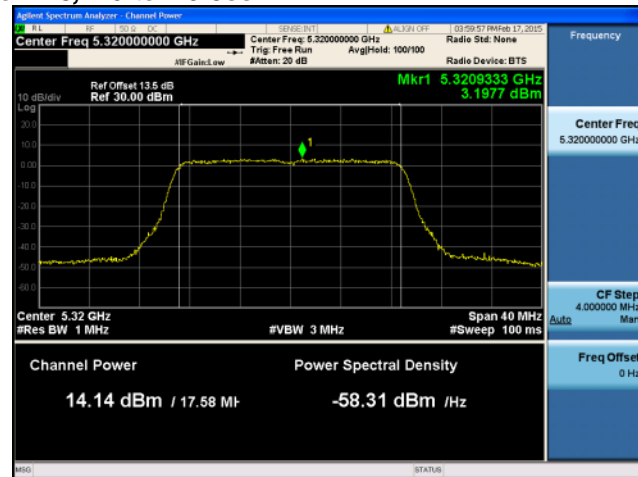 Agilent Spectrum Analyzer - Channel Power
RL RF 50 Ω DC SENSE:INT ALIGN OFF 03:59:57 PM Feb 17, 2015
Center Freq 5.320000000 GHz
Center Freq: 5.320000000 GHz
Radio Std: None
Trig: Free Run Avg|Hold: 100/100
#IFGain:Low #Atten: 20 dB Radio Device: BTS
Frequency
Ref Offset 13.5 dB
10 dB/div Ref 30.00 dBm
Mkr1 5.3209333 GHz
3.1977 dBm
Log
20.0
10.0
0.00
-10.0
-20.0
-30.0
-40.0
-50.0
-60.0
1
Center 5.32 GHz Span 40 MHz
#Res BW 1 MHz #VBW 3 MHz #Sweep 100 ms
Channel Power Power Spectral Density
14.14 dBm / 17.58 MH -58.31 dBm /Hz
Center Freq
5.320000000 GHz
CF Step
4.000000 MHz
Auto Man
Freq Offset
0 Hz
MSG STATUS